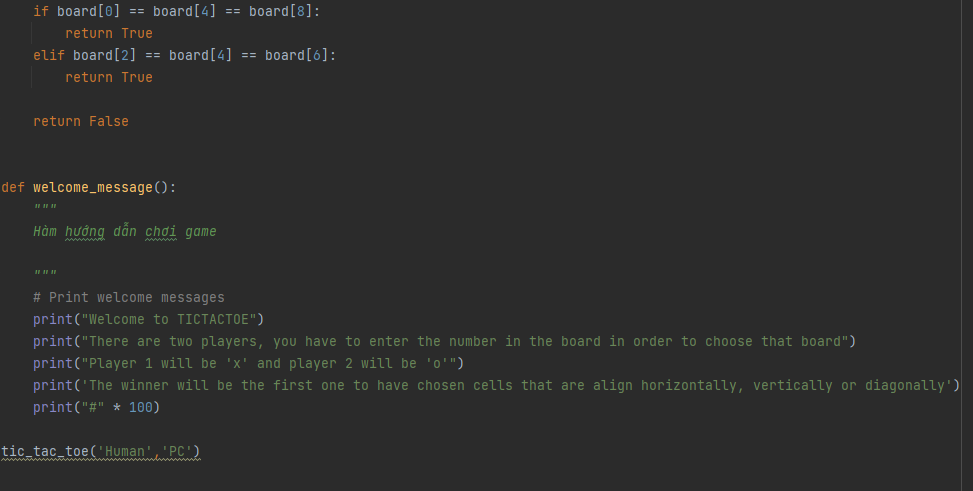 if board[0] == board[4] == board[8]:
return True
elif board[2] == board[4] == board[6]:
return True
return False
def welcome_message():
"""
Hàm hướng dẫn chơi game
"""
# Print welcome messages
print("Welcome to TICTACTOE")
print("There are two players, you have to enter the number in the board in order to choose that board")
print("Player 1 will be 'x' and player 2 will be 'o'")
print('The winner will be the first one to have chosen cells that are align horizontally, vertically or diagonally')
print("#" * 100)
tic_tac_toe('Human','PC')